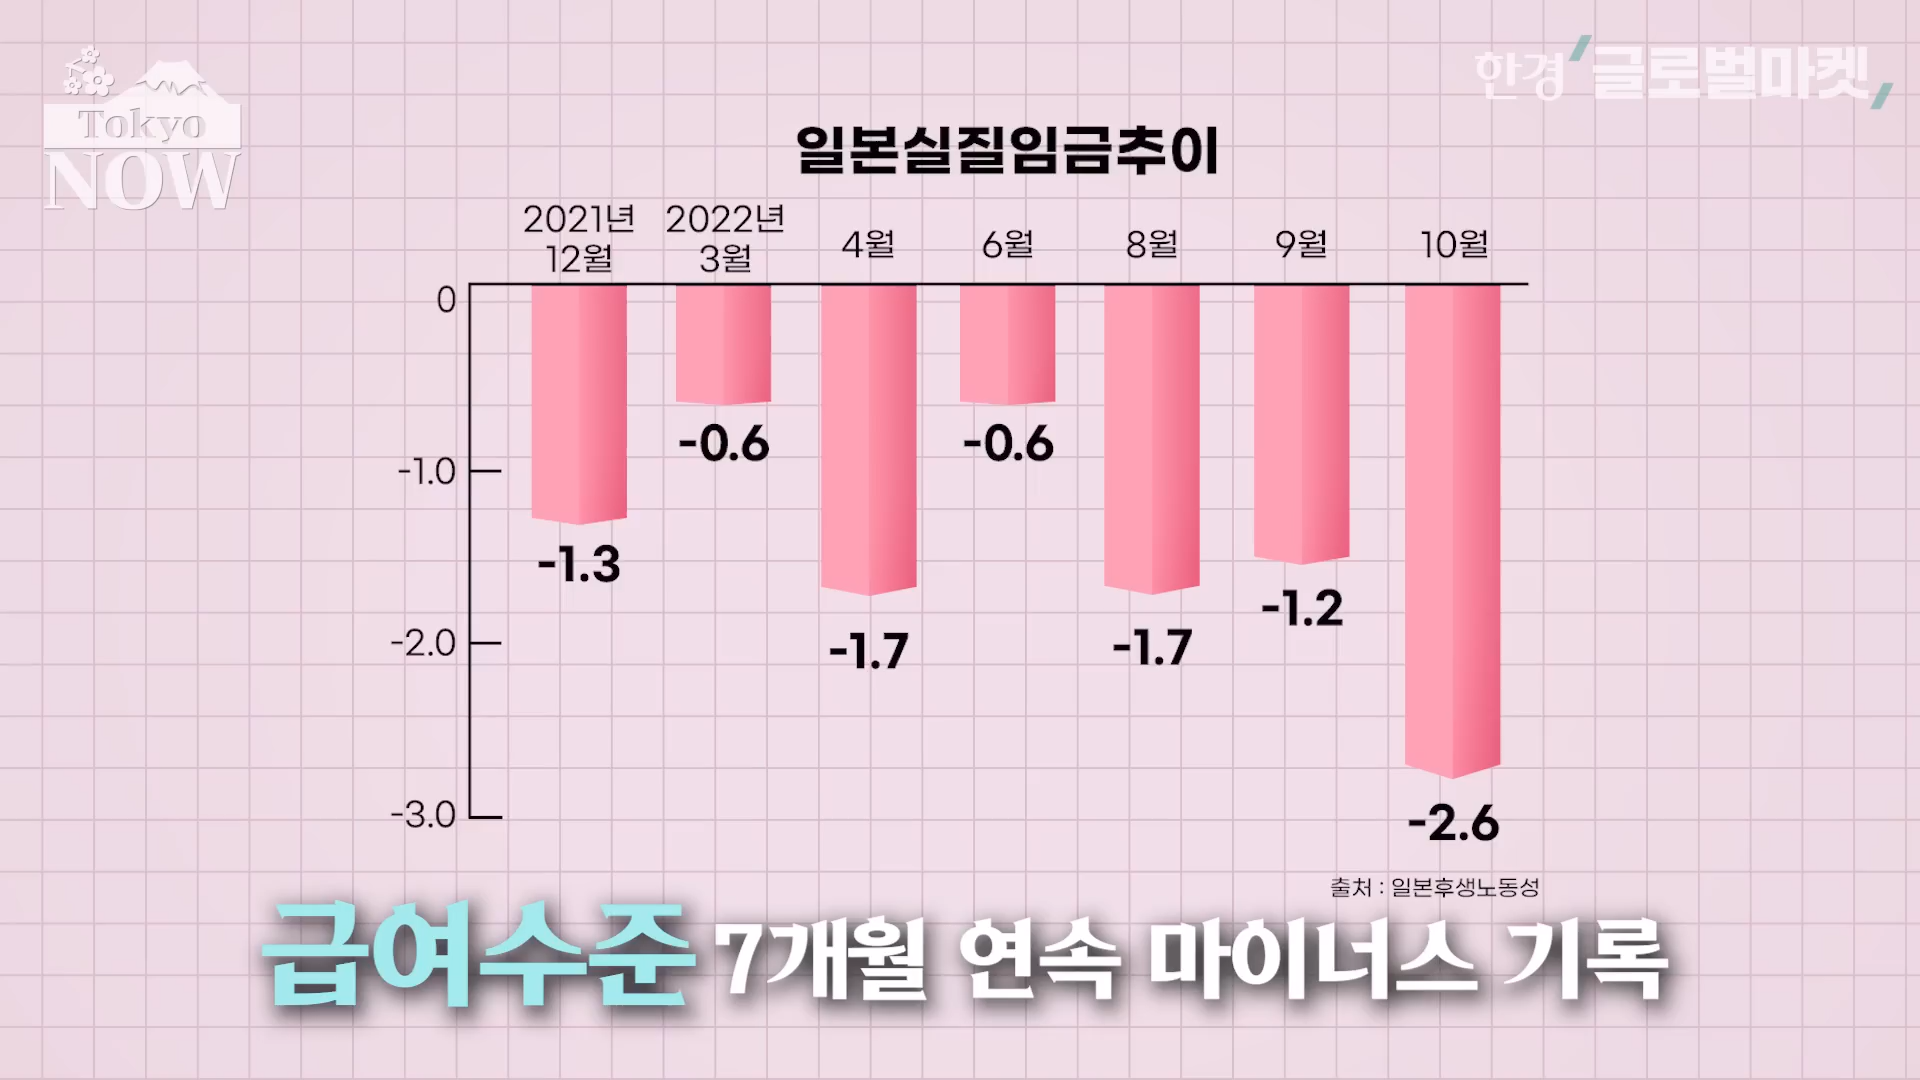 Tokyo
NOW
한경 글로벌마켓
일본실질임금추이
2021년 12월
2022년 3월
4월
6월
8월
9월
10월
0
-1.0
-2.0
-3.0
-1.3
-0.6
-1.7
-0.6
-1.7
-1.2
-2.6
출처 : 일본후생노동성
급여수준 7개월 연속 마이너스 기록